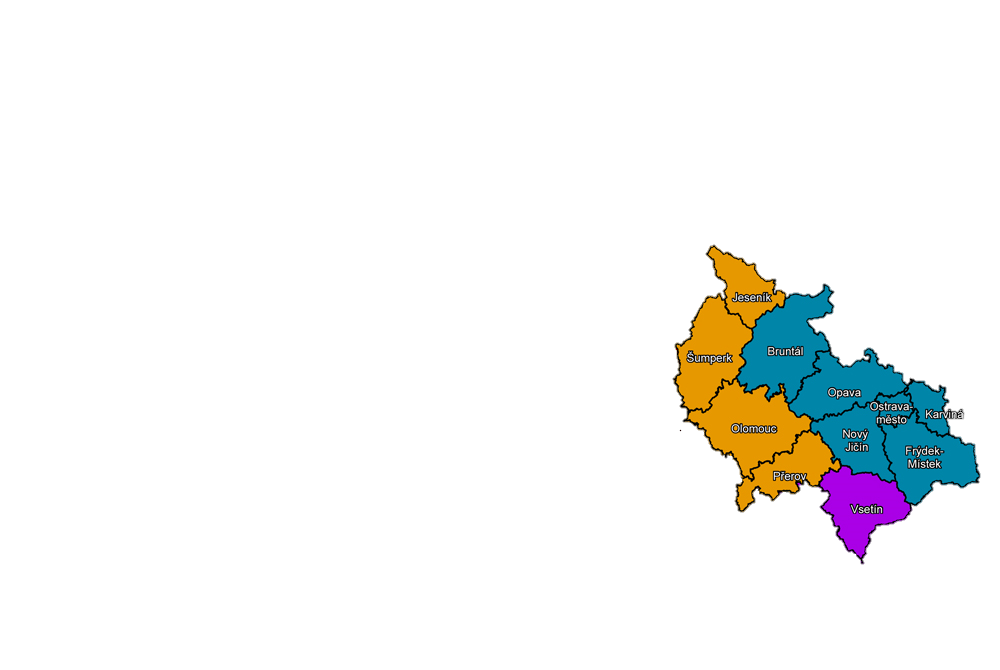 Jeseník
Šumperk
Bruntál
Opava
Ostrava-
město
Karviná
Olomouc
Nový
Jičín
Frýdek-
Místek
Přerov
Vsetín